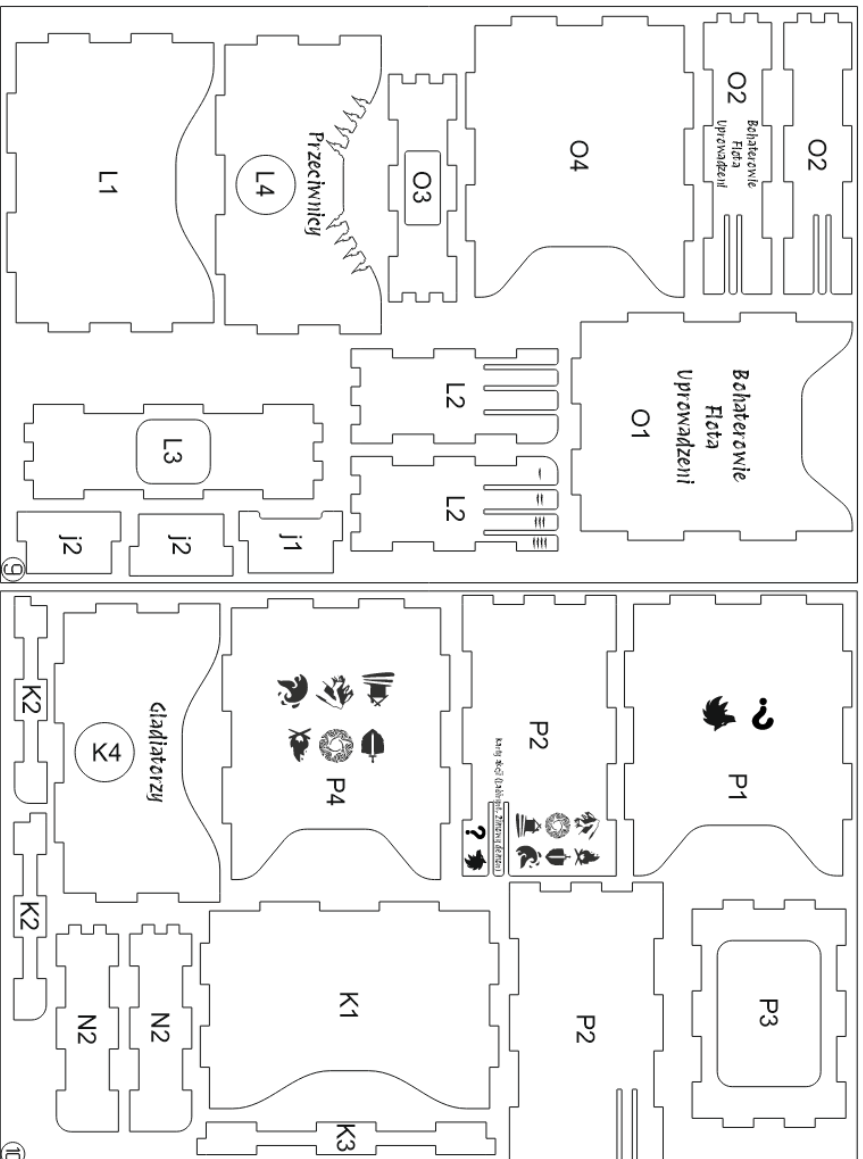 L1
L4
Przeciwnicy
O3
O4
O2
Bohaterowie
Flota
Uprowadzeni
O2
L2
L2
L3
O1
Bohaterowie
Flota
Uprowadzeni
j2
j2
j1
9
K2
K2
K4
Gladiatorzy
P4
P2
?
P1
?
N2
N2
K1
K3
P2
P3
10